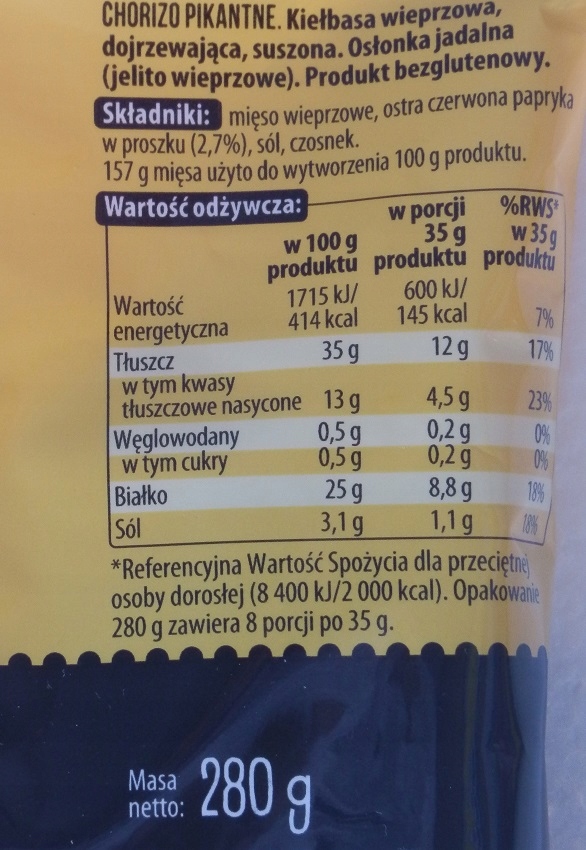 CHORIZO PIKANTNE. Kiełbasa wieprzowa,
dojrzewająca, suszona. Osłonka jadalna
(jelito wieprzowe). Produkt bezglutenowy.
Składniki: mięso wieprzowe, ostra czerwona papryka
w proszku (2,7%), sól, czosnek.
157 g mięsa użyto do wytworzenia 100 g produktu.
Wartość odżywcza:
w 100 g produktu w porcji 35 g produktu %RWS* w 35 g produktu
Wartość energetyczna 1715 kJ/ 414 kcal 600 kJ/ 145 kcal 7%
Tłuszcz 35 g 12 g 17%
w tym kwasy tłuszczowe nasycone 13 g 4,5 g 23%
Węglowodany 0,5 g 0,2 g 0%
w tym cukry 0,5 g 0,2 g 0%
Białko 25 g 8,8 g 18%
Sól 3,1 g 1,1 g 18%
*Referencyjna Wartość Spożycia dla przeciętnej
osoby dorosłej (8 400 kJ/2 000 kcal). Opakowanie
280 g zawiera 8 porcji po 35 g.
Masa netto: 280 g